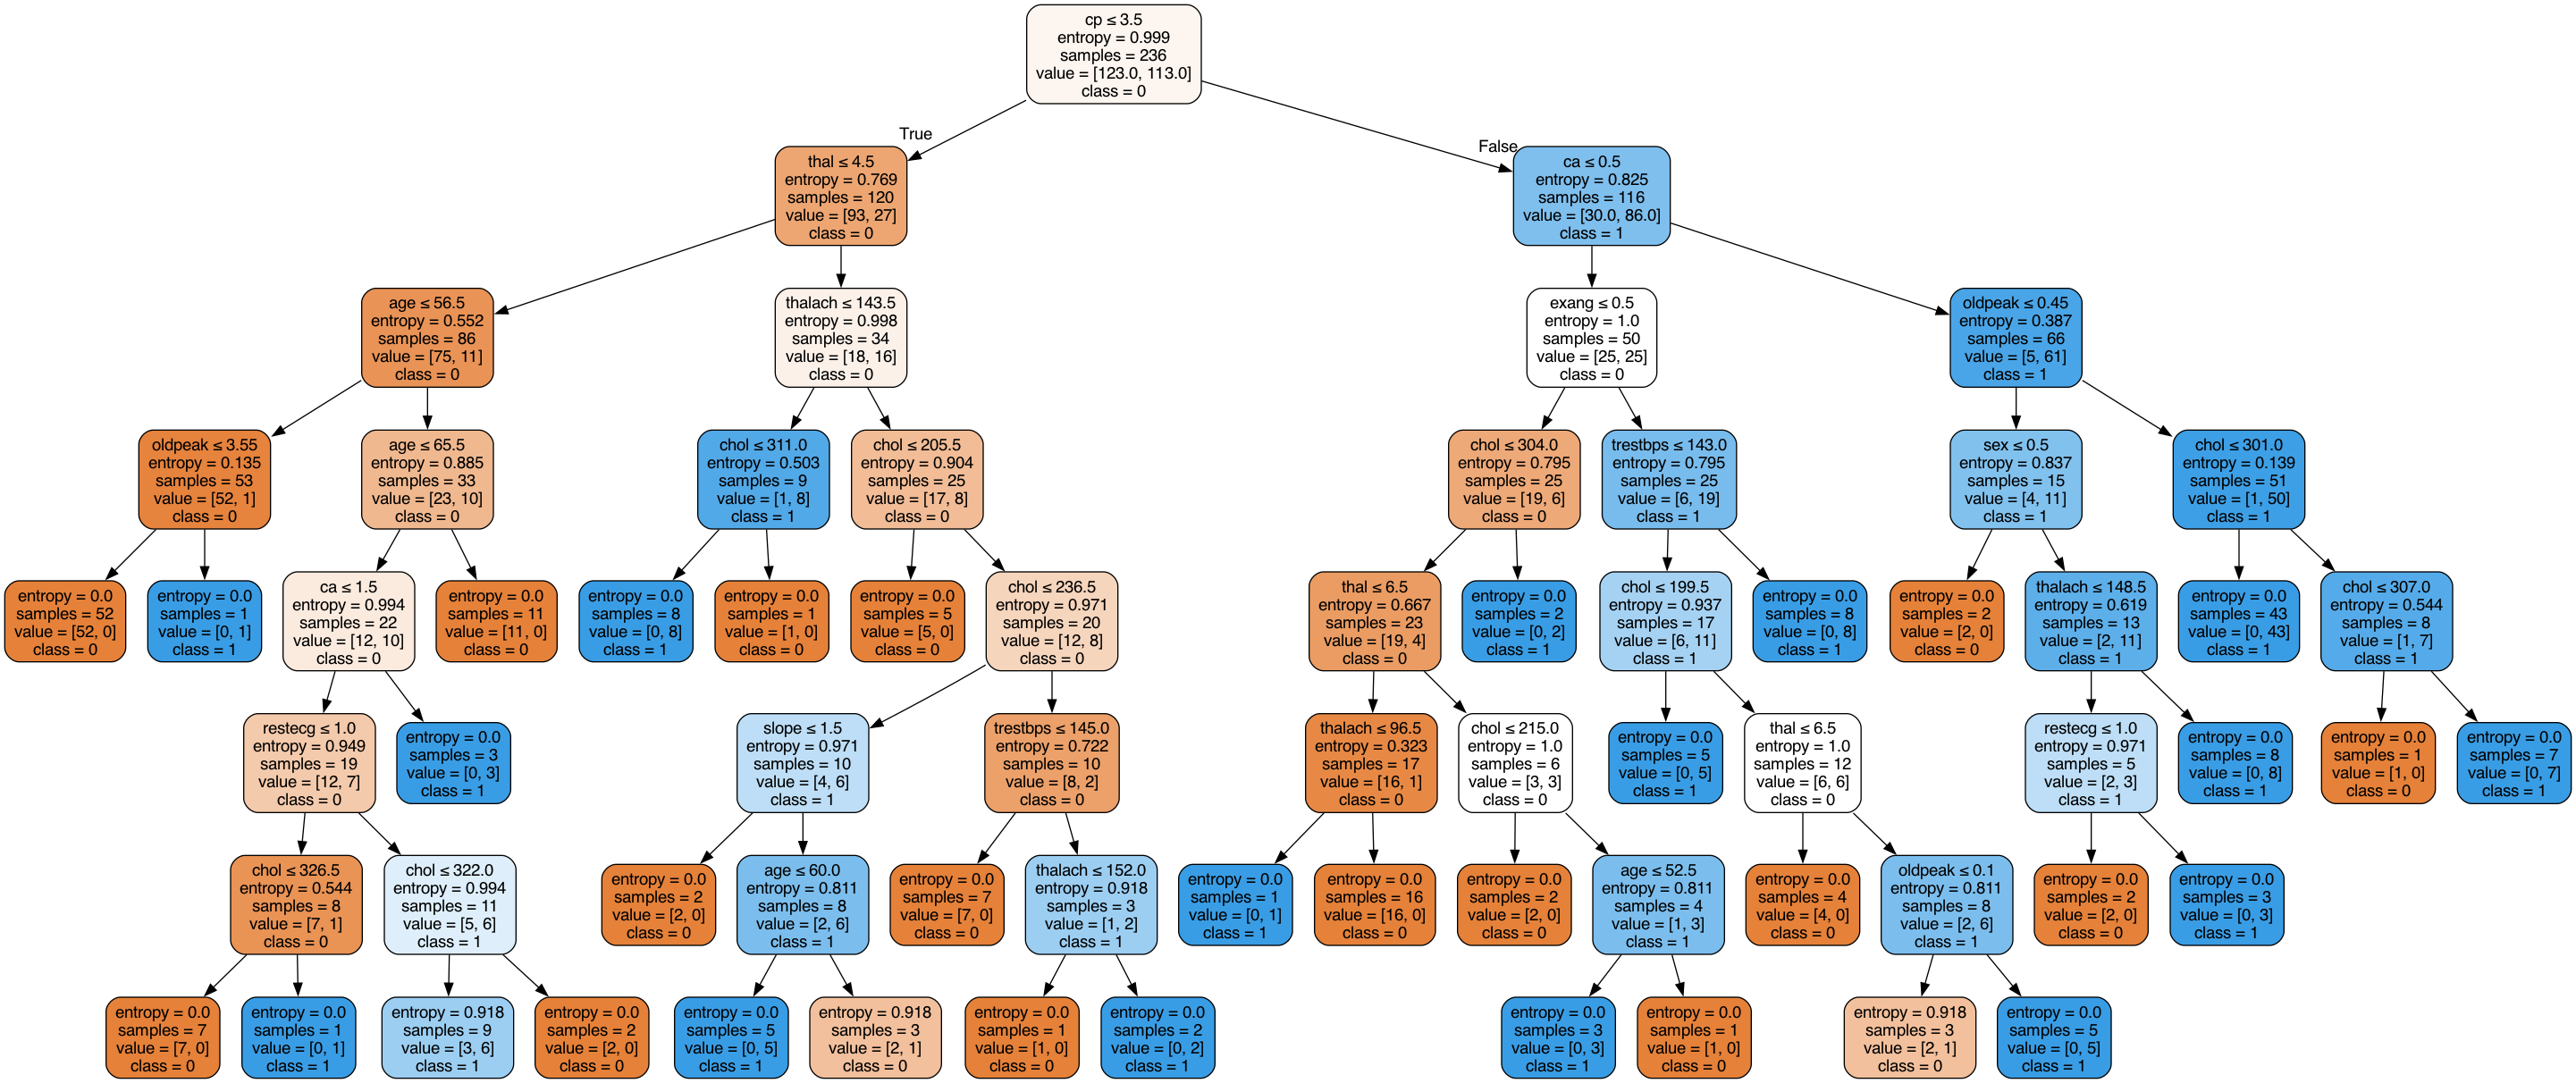 cp ≤ 3.5
entropy = 0.999
samples = 236
value = [123.0, 113.0]
class = 0
True
False
thal ≤ 4.5
entropy = 0.769
samples = 120
value = [93, 27]
class = 0
ca ≤ 0.5
entropy = 0.825
samples = 116
value = [30.0, 86.0]
class = 1
age ≤ 56.5
entropy = 0.552
samples = 86
value = [75, 11]
class = 0
thalach ≤ 143.5
entropy = 0.998
samples = 34
value = [18, 16]
class = 0
exang ≤ 0.5
entropy = 1.0
samples = 50
value = [25, 25]
class = 0
oldpeak ≤ 0.45
entropy = 0.387
samples = 66
value = [5, 61]
class = 1
oldpeak ≤ 3.55
entropy = 0.135
samples = 53
value = [52, 1]
class = 0
age ≤ 65.5
entropy = 0.885
samples = 33
value = [23, 10]
class = 0
chol ≤ 311.0
entropy = 0.503
samples = 9
value = [1, 8]
class = 1
chol ≤ 205.5
entropy = 0.904
samples = 25
value = [17, 8]
class = 0
chol ≤ 304.0
entropy = 0.795
samples = 25
value = [19, 6]
class = 0
trestbps ≤ 143.0
entropy = 0.795
samples = 25
value = [6, 19]
class = 1
sex ≤ 0.5
entropy = 0.837
samples = 15
value = [4, 11]
class = 1
chol ≤ 301.0
entropy = 0.139
samples = 51
value = [1, 50]
class = 1
entropy = 0.0
samples = 52
value = [52, 0]
class = 0
entropy = 0.0
samples = 1
value = [0, 1]
class = 1
ca ≤ 1.5
entropy = 0.994
samples = 22
value = [12, 10]
class = 0
entropy = 0.0
samples = 11
value = [11, 0]
class = 0
entropy = 0.0
samples = 8
value = [0, 8]
class = 1
entropy = 0.0
samples = 1
value = [1, 0]
class = 0
entropy = 0.0
samples = 5
value = [5, 0]
class = 0
chol ≤ 236.5
entropy = 0.971
samples = 20
value = [12, 8]
class = 0
thal ≤ 6.5
entropy = 0.667
samples = 23
value = [19, 4]
class = 0
entropy = 0.0
samples = 2
value = [0, 2]
class = 1
chol ≤ 199.5
entropy = 0.937
samples = 17
value = [6, 11]
class = 1
entropy = 0.0
samples = 8
value = [0, 8]
class = 1
entropy = 0.0
samples = 2
value = [2, 0]
class = 0
thalach ≤ 148.5
entropy = 0.619
samples = 13
value = [2, 11]
class = 1
entropy = 0.0
samples = 43
value = [0, 43]
class = 1
chol ≤ 307.0
entropy = 0.544
samples = 8
value = [1, 7]
class = 1
restecg ≤ 1.0
entropy = 0.949
samples = 19
value = [12, 7]
class = 0
entropy = 0.0
samples = 3
value = [0, 3]
class = 1
slope ≤ 1.5
entropy = 0.971
samples = 10
value = [4, 6]
class = 1
trestbps ≤ 145.0
entropy = 0.722
samples = 10
value = [8, 2]
class = 0
thalach ≤ 96.5
entropy = 0.323
samples = 17
value = [16, 1]
class = 0
chol ≤ 215.0
entropy = 1.0
samples = 6
value = [3, 3]
class = 0
entropy = 0.0
samples = 5
value = [0, 5]
class = 1
thal ≤ 6.5
entropy = 1.0
samples = 12
value = [6, 6]
class = 0
restecg ≤ 1.0
entropy = 0.971
samples = 5
value = [2, 3]
class = 1
entropy = 0.0
samples = 8
value = [0, 8]
class = 1
entropy = 0.0
samples = 1
value = [1, 0]
class = 0
entropy = 0.0
samples = 7
value = [0, 7]
class = 1
chol ≤ 326.5
entropy = 0.544
samples = 8
value = [7, 1]
class = 0
chol ≤ 322.0
entropy = 0.994
samples = 11
value = [5, 6]
class = 1
entropy = 0.0
samples = 2
value = [2, 0]
class = 0
age ≤ 60.0
entropy = 0.811
samples = 8
value = [2, 6]
class = 1
entropy = 0.0
samples = 7
value = [7, 0]
class = 0
thalach ≤ 152.0
entropy = 0.918
samples = 3
value = [1, 2]
class = 1
entropy = 0.0
samples = 1
value = [0, 1]
class = 1
entropy = 0.0
samples = 16
value = [16, 0]
class = 0
entropy = 0.0
samples = 2
value = [2, 0]
class = 0
age ≤ 52.5
entropy = 0.811
samples = 4
value = [1, 3]
class = 1
entropy = 0.0
samples = 4
value = [4, 0]
class = 0
oldpeak ≤ 0.1
entropy = 0.811
samples = 8
value = [2, 6]
class = 1
entropy = 0.0
samples = 2
value = [2, 0]
class = 0
entropy = 0.0
samples = 3
value = [0, 3]
class = 1
entropy = 0.0
samples = 7
value = [7, 0]
class = 0
entropy = 0.0
samples = 1
value = [0, 1]
class = 1
entropy = 0.918
samples = 9
value = [3, 6]
class = 1
entropy = 0.0
samples = 2
value = [2, 0]
class = 0
entropy = 0.0
samples = 5
value = [0, 5]
class = 1
entropy = 0.918
samples = 3
value = [2, 1]
class = 0
entropy = 0.0
samples = 1
value = [1, 0]
class = 0
entropy = 0.0
samples = 2
value = [0, 2]
class = 1
entropy = 0.0
samples = 3
value = [0, 3]
class = 1
entropy = 0.0
samples = 1
value = [1, 0]
class = 0
entropy = 0.918
samples = 3
value = [2, 1]
class = 0
entropy = 0.0
samples = 5
value = [0, 5]
class = 1